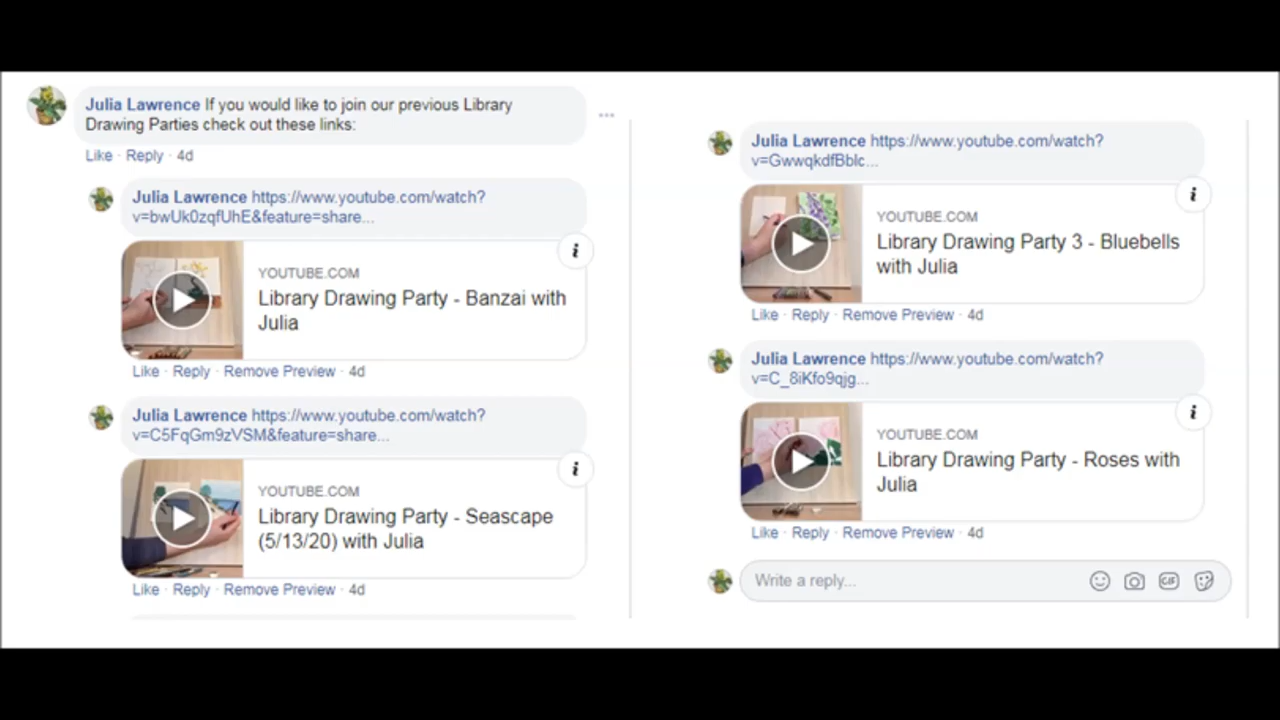 Julia Lawrence If you would like to join our previous Library
Drawing Parties check out these links:
Like · Reply · 4d
Julia Lawrence https://www.youtube.com/watch?
v=bwUk0zqfUhE&feature=share...
i
YOUTUBE.COM
Library Drawing Party - Banzai with
Julia
Like · Reply · Remove Preview · 4d
Julia Lawrence https://www.youtube.com/watch?
v=C5FqGm9zVSM&feature=share...
i
YOUTUBE.COM
Library Drawing Party - Seascape
(5/13/20) with Julia
Like · Reply · Remove Preview · 4d
Julia Lawrence https://www.youtube.com/watch?
v=GwwqkdfBblc...
i
YOUTUBE.COM
Library Drawing Party 3 - Bluebells
with Julia
Like · Reply · Remove Preview · 4d
Julia Lawrence https://www.youtube.com/watch?
v=C_8iKfo9qjg...
i
YOUTUBE.COM
Library Drawing Party - Roses with
Julia
Like · Reply · Remove Preview · 4d
Write a reply...
GIF